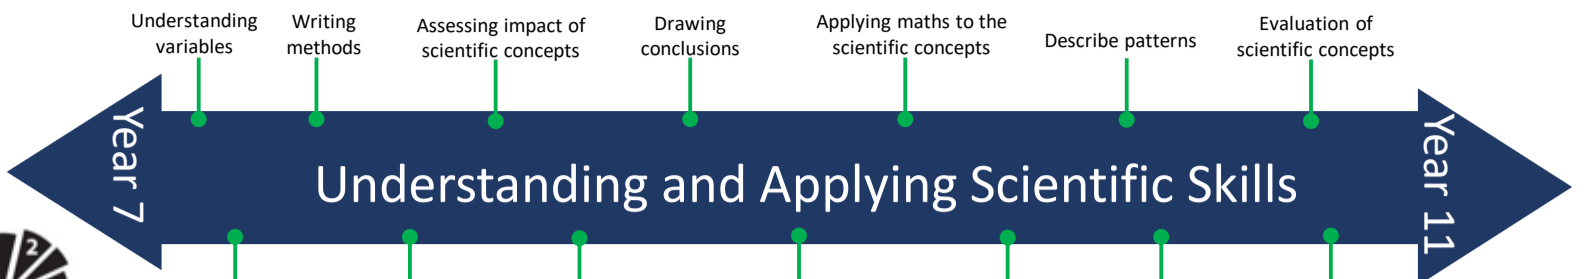 Understanding
variables
Writing
methods
Assessing impact of
scientific concepts
Drawing
conclusions
Applying maths to the
scientific concepts
Describe patterns
Evaluation of
scientific concepts
Year 7
Understanding and Applying Scientific Skills
Year 11
2